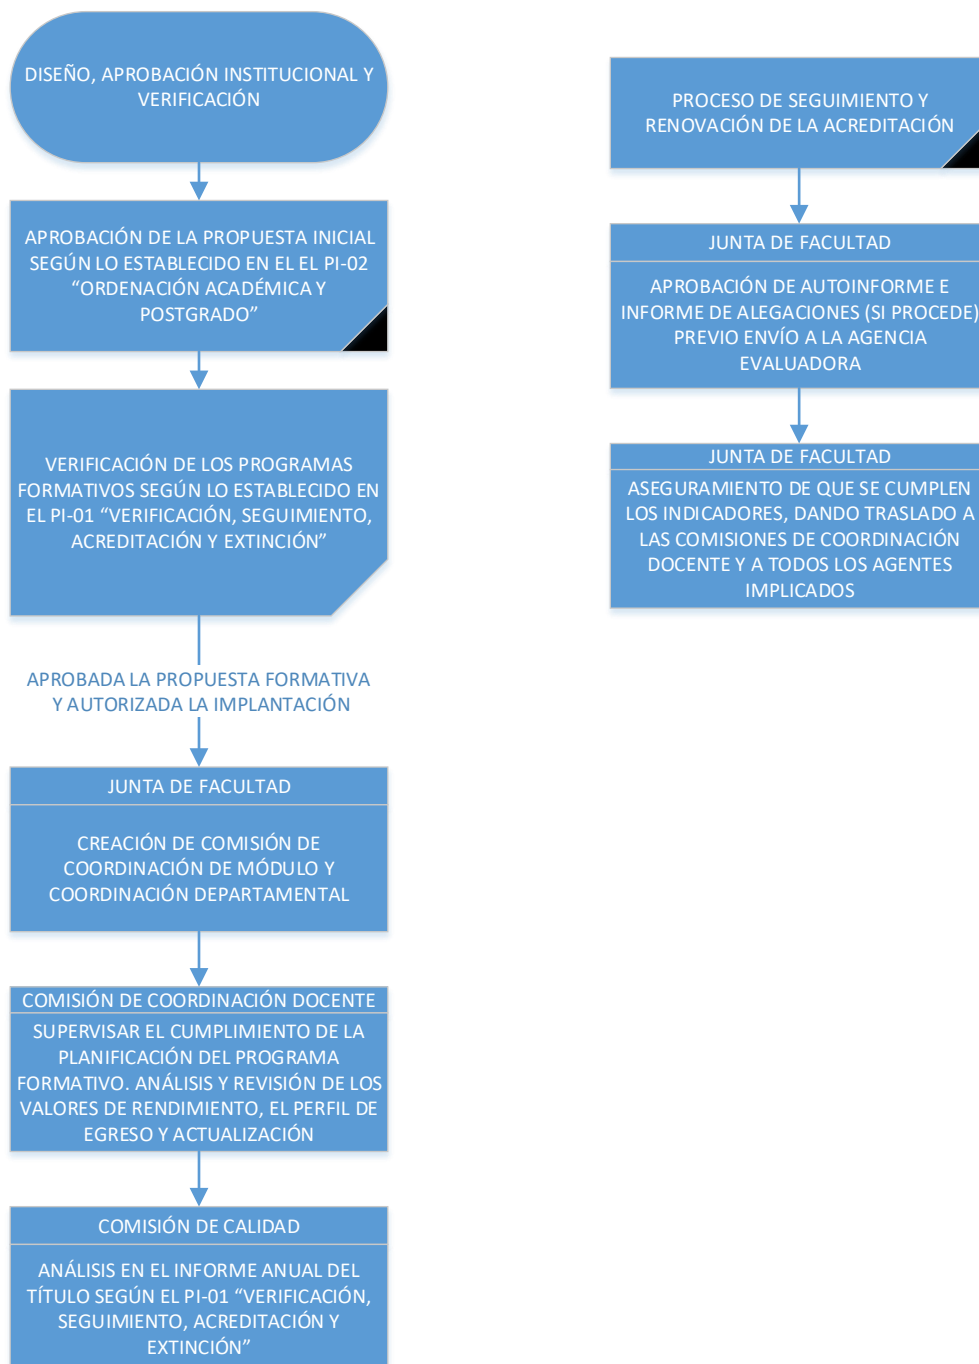 DISEÑO, APROBACIÓN INSTITUCIONAL Y
VERIFICACIÓN
APROBACIÓN DE LA PROPUESTA INICIAL
SEGÚN LO ESTABLECIDO EN EL EL PI-02
“ORDENACIÓN ACADÉMICA Y
POSTGRADO”
VERIFICACIÓN DE LOS PROGRAMAS
FORMATIVOS SEGÚN LO ESTABLECIDO EN
EL PI-01 “VERIFICACIÓN, SEGUIMIENTO,
ACREDITACIÓN Y EXTINCIÓN”
APROBADA LA PROPUESTA FORMATIVA
Y AUTORIZADA LA IMPLANTACIÓN
JUNTA DE FACULTAD
CREACIÓN DE COMISIÓN DE
COORDINACIÓN DE MÓDULO Y
COORDINACIÓN DEPARTAMENTAL
COMISIÓN DE COORDINACIÓN DOCENTE
SUPERVISAR EL CUMPLIMIENTO DE LA
PLANIFICACIÓN DEL PROGRAMA
FORMATIVO. ANÁLISIS Y REVISIÓN DE LOS
VALORES DE RENDIMIENTO, EL PERFIL DE
EGRESO Y ACTUALIZACIÓN
COMISIÓN DE CALIDAD
ANÁLISIS EN EL INFORME ANUAL DEL
TÍTULO SEGÚN EL PI-01 “VERIFICACIÓN,
SEGUIMIENTO, ACREDITACIÓN Y
EXTINCIÓN”
PROCESO DE SEGUIMIENTO Y
RENOVACIÓN DE LA ACREDITACIÓN
JUNTA DE FACULTAD
APROBACIÓN DE AUTOINFORME E
INFORME DE ALEGACIONES (SI PROCEDE)
PREVIO ENVÍO A LA AGENCIA
EVALUADORA
JUNTA DE FACULTAD
ASEGURAMIENTO DE QUE SE CUMPLEN
LOS INDICADORES, DANDO TRASLADO A
LAS COMISIONES DE COORDINACIÓN
DOCENTE Y A TODOS LOS AGENTES
IMPLICADOS